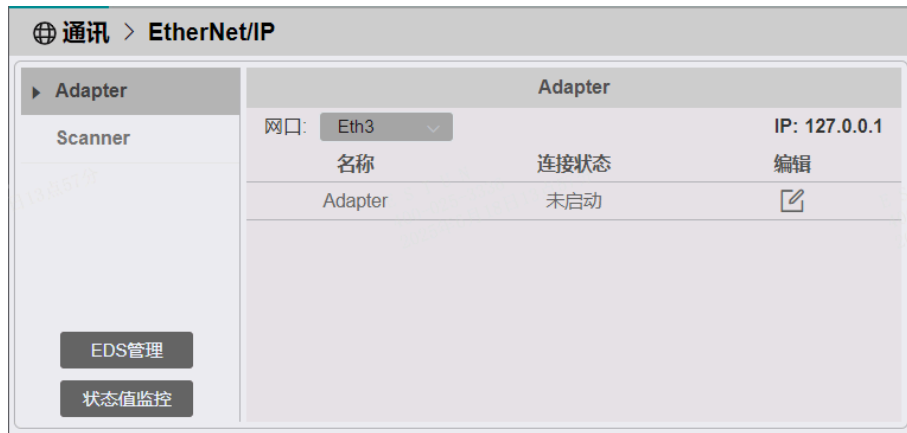 通讯 > EtherNet/IP
Adapter
Scanner
EDS管理
状态值监控
Adapter
网口: Eth3 IP: 127.0.0.1
名称 连接状态 编辑
Adapter 未启动